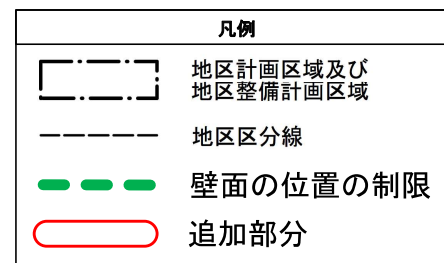 凡例
地区計画区域及び
地区整備計画区域
地区区分線
壁面の位置の制限
追加部分